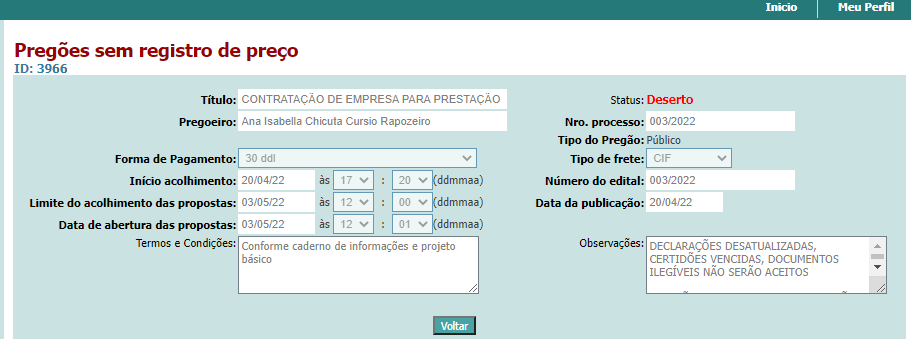 Inicio Meu Perfil
Pregões sem registro de preço
ID: 3966
Título: CONTRATAÇÃO DE EMPRESA PARA PRESTAÇÃO Status: Deserto
Pregoeiro: Ana Isabella Chicuta Cursio Rapozeiro Nro. processo: 003/2022
Tipo do Pregão: Público
Forma de Pagamento: 30 ddl Tipo de frete: CIF
Início acolhimento: 20/04/22 às 17 : 20 (ddmmaa) Número do edital: 003/2022
Limite do acolhimento das propostas: 03/05/22 às 12 : 00 (ddmmaa) Data da publicação: 20/04/22
Data de abertura das propostas: 03/05/22 às 12 : 01 (ddmmaa)
Termos e Condições: Conforme caderno de informações e projeto
básico
Observações: DECLARAÇÕES DESATUALIZADAS,
CERTIDÕES VENCIDAS, DOCUMENTOS
ILEGÍVEIS NÃO SERÃO ACEITOS
Voltar